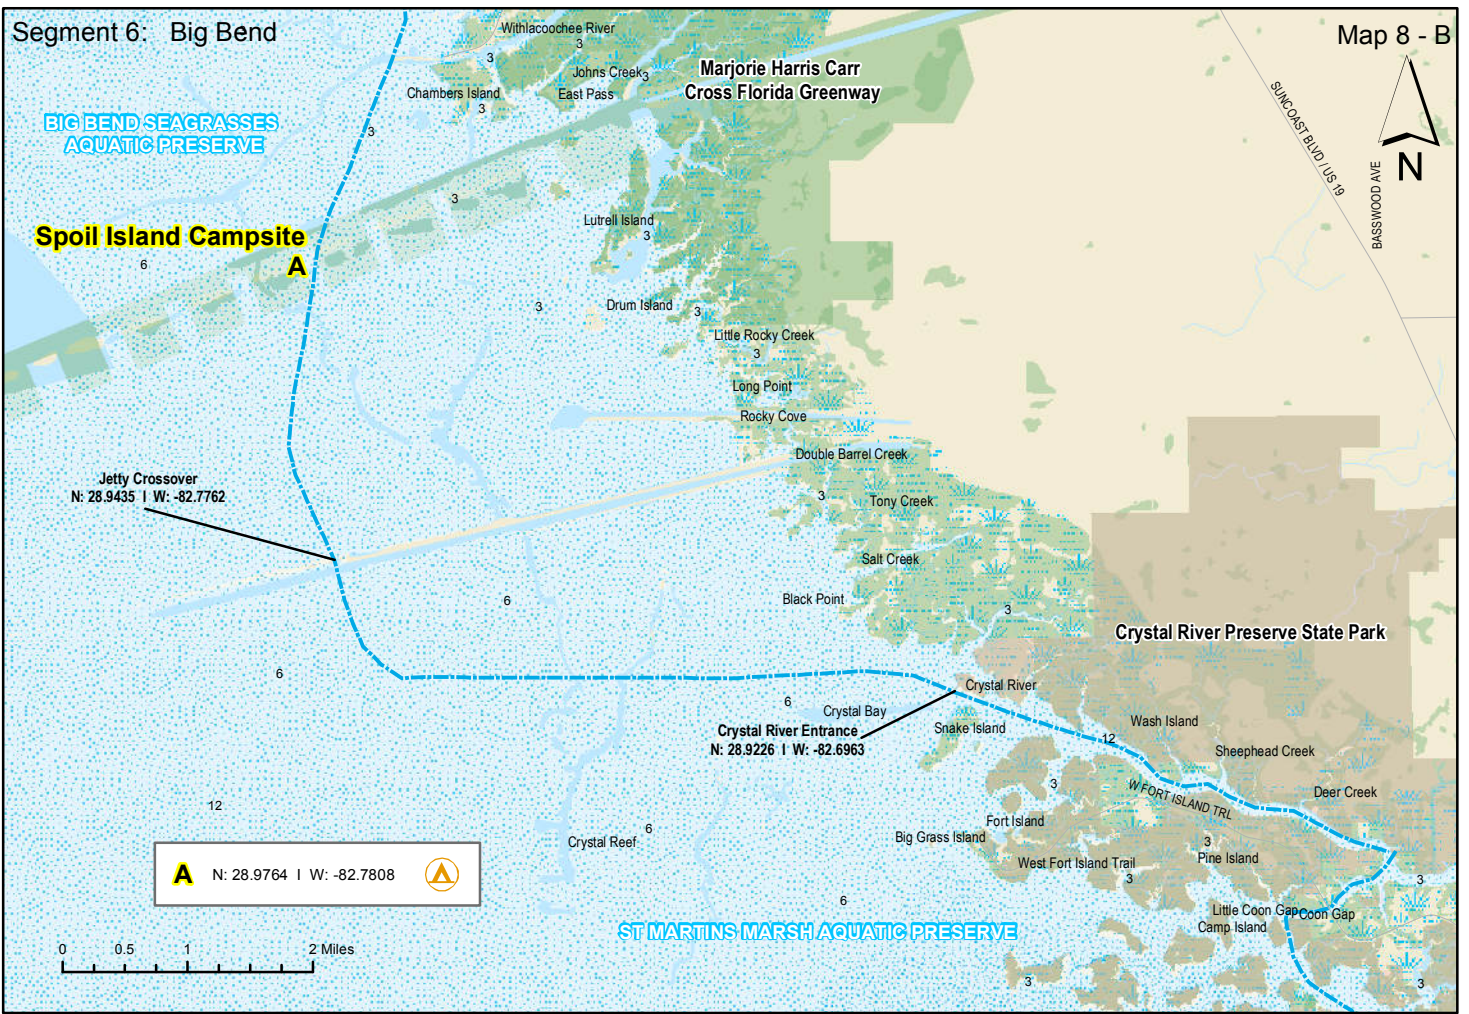 Segment 6: Big Bend
Map 8 - B
Withlacoochee River
3
3
Johns Creek
3
Chambers Island
East Pass
3
Marjorie Harris Carr
Cross Florida Greenway
SUNCOAST BLVD / US 19
BASSWOOD AVE
N
BIG BEND SEAGRASSES
AQUATIC PRESERVE
3
3
Lutrell Island
3
Spoil Island Campsite
A
6
3
Drum Island
3
Little Rocky Creek
3
Long Point
Rocky Cove
Double Barrel Creek
Jetty Crossover
N: 28.9435 I W: -82.7762
3
Tony Creek
Salt Creek
6
Black Point
3
Crystal River Preserve State Park
6
Crystal River
6
Crystal Bay
Crystal River Entrance
N: 28.9226 I W: -82.6963
Snake Island
Wash Island
12
Sheephead Creek
3
W FORT ISLAND TRL
Deer Creek
12
Fort Island
6
Crystal Reef
Big Grass Island
3
Pine Island
West Fort Island Trail
3
3
A N: 28.9764 I W: -82.7808
6
Little Coon Gap
Coon Gap
Camp Island
ST MARTINS MARSH AQUATIC PRESERVE
0 0.5 1 2 Miles
3
3